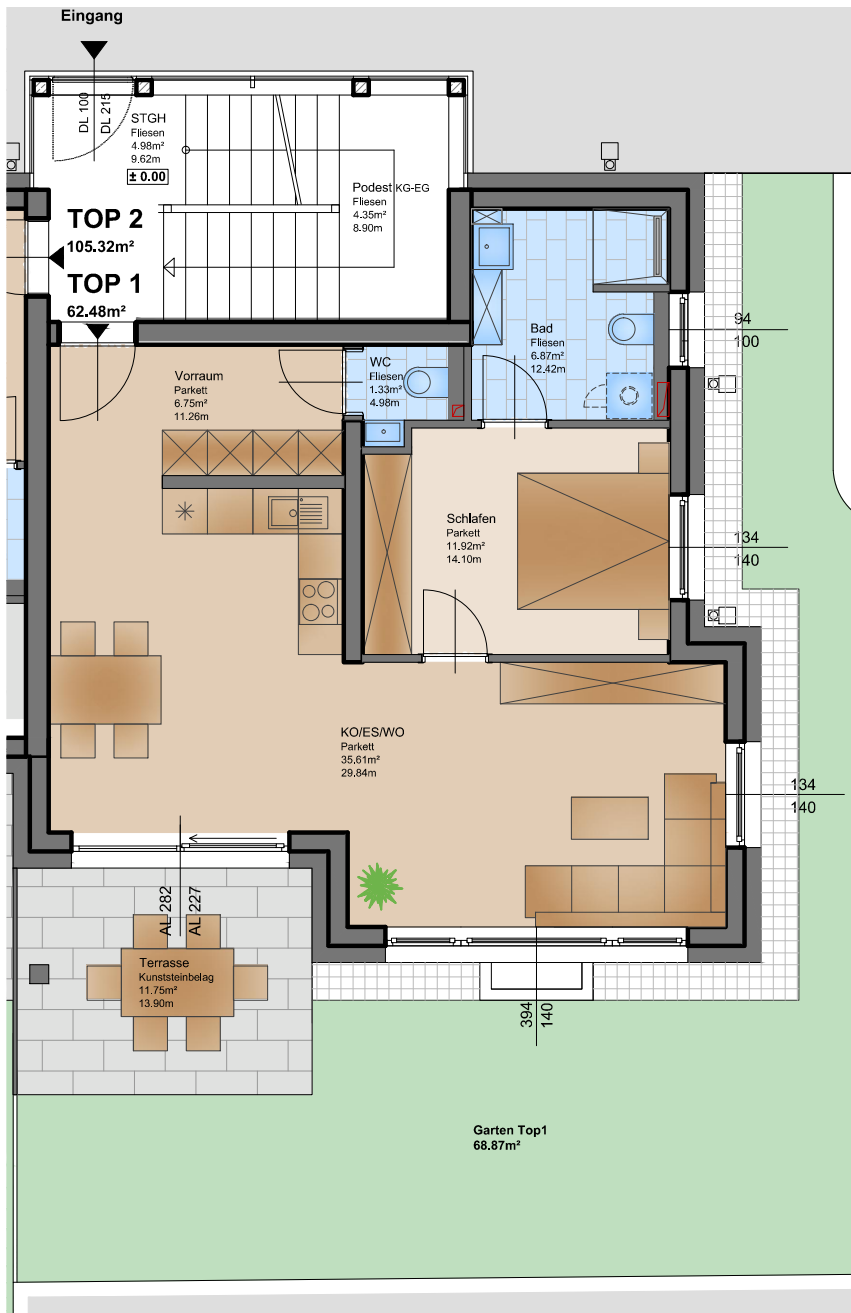 Eingang
DL 100
DL 215
STGH
Fliesen
4.98m²
9.62m
± 0.00
Podest KG-EG
Fliesen
4.35m²
8.90m
TOP 2
105.32m²
TOP 1
62.48m²
Vorraum
Parkett
6.75m²
11.26m
WC
Fliesen
1.33m²
4.98m
Bad
Fliesen
6.87m²
12.42m
94
100
Schlafen
Parkett
11.92m²
14.10m
134
140
KO/ES/WO
Parkett
35.61m²
29.84m
134
140
AL 282
AL 227
Terrasse
Kunststeinbelag
11.75m²
13.90m
394
140
Garten Top1
68.87m²